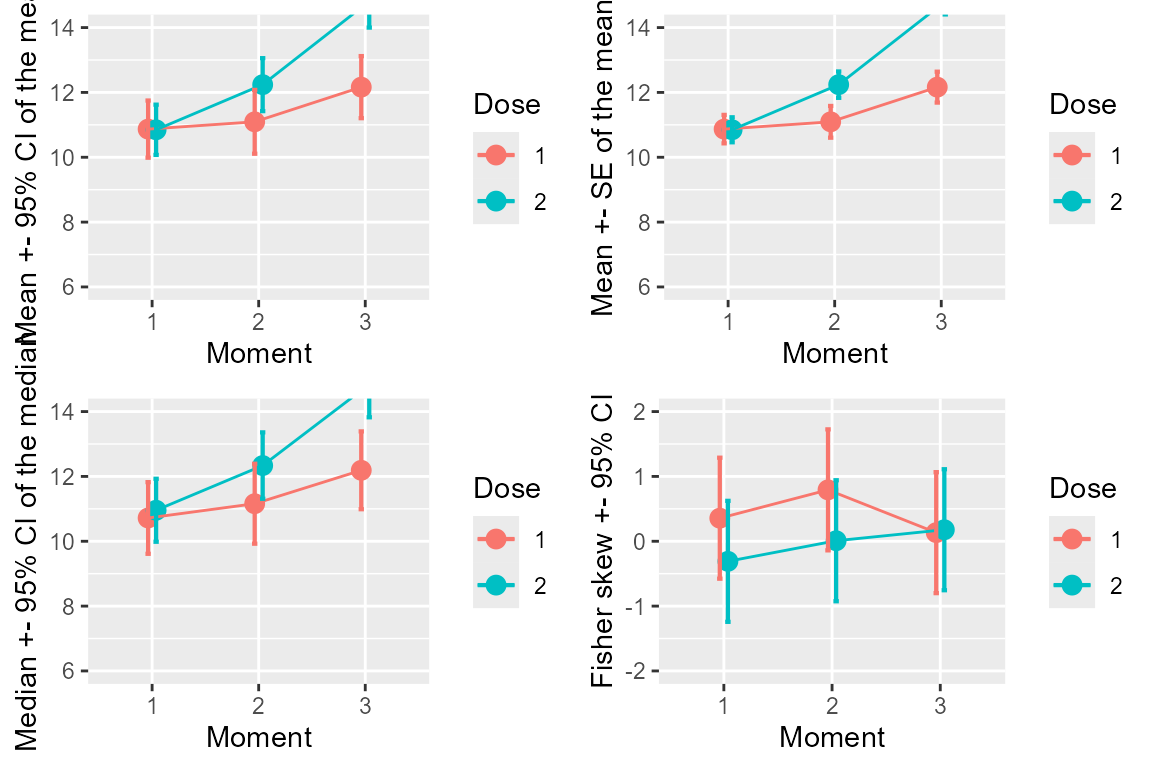 Mean +- 95% CI of the mea
14
12
10
8
6
1 2 3
Moment
Dose
1
2
Mean +- SE of the mean
14
12
10
8
6
1 2 3
Moment
Dose
1
2
Median +- 95% CI of the median
14
12
10
8
6
1 2 3
Moment
Dose
1
2
Fisher skew +- 95% CI
2
1
0
-1
-2
1 2 3
Moment
Dose
1
2